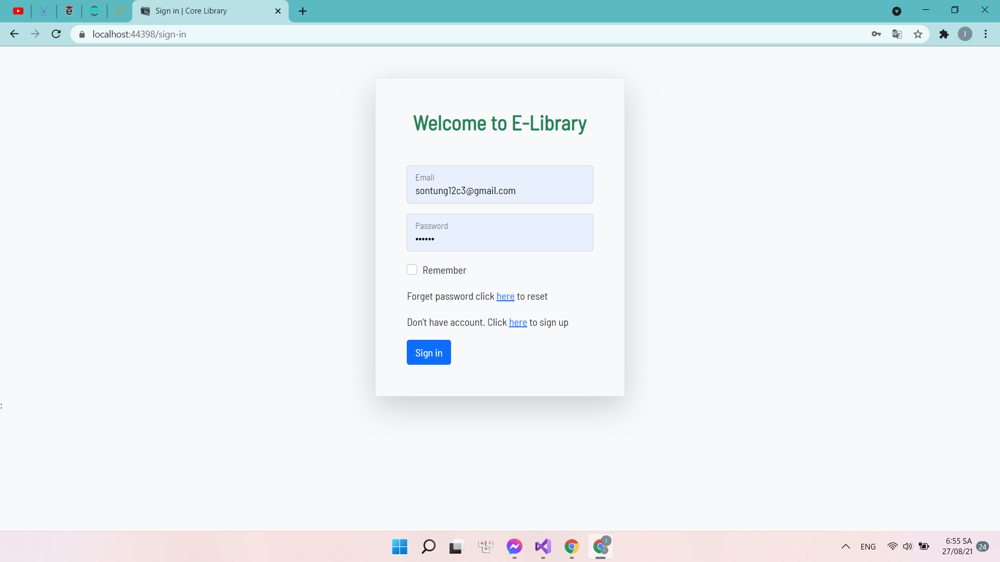 Sign in | Core Library
localhost:44398/sign-in
I
Welcome to E-Library
Email
sontung12c3@gmail.com
Password
••••••
Remember
Forget password click here to reset
Don't have account. Click here to sign up
Sign in
;
ENG
6:55 SA
27/08/21
24